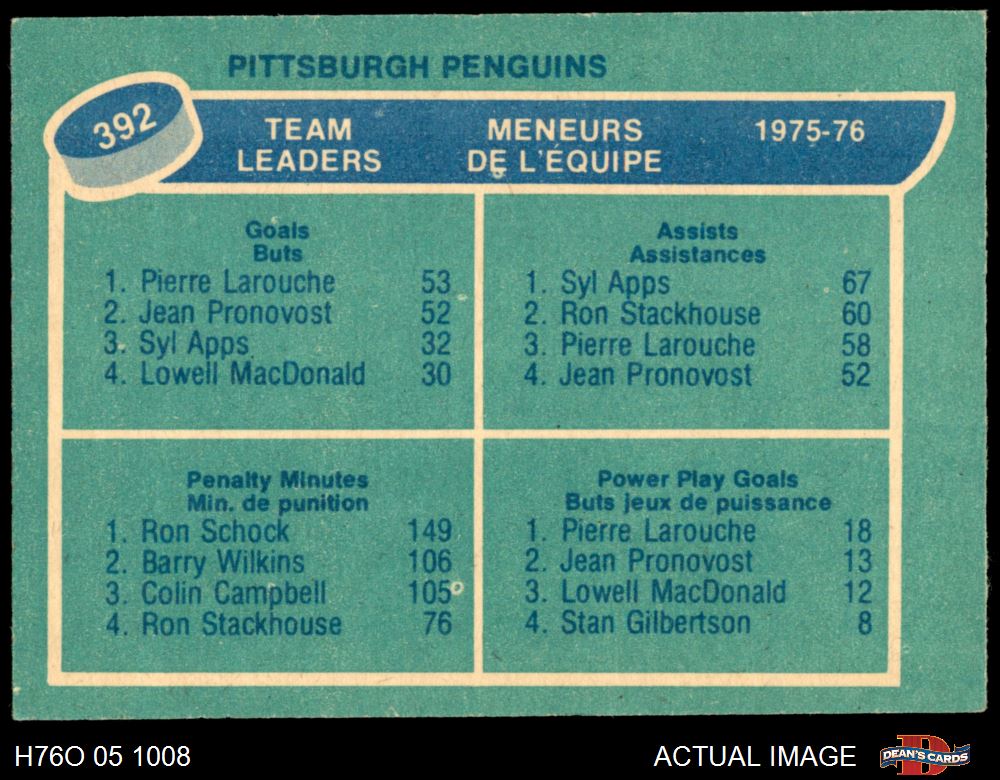 PITTSBURGH PENGUINS
392
TEAM LEADERS
MENEURS DE L'ÉQUIPE
1975-76
Goals
Buts
1. Pierre Larouche 53
2. Jean Pronovost 52
3. Syl Apps 32
4. Lowell MacDonald 30
Assists
Assistances
1. Syl Apps 67
2. Ron Stackhouse 60
3. Pierre Larouche 58
4. Jean Pronovost 52
Penalty Minutes
Min. de punition
1. Ron Schock 149
2. Barry Wilkins 106
3. Colin Campbell 105
4. Ron Stackhouse 76
Power Play Goals
Buts jeux de puissance
1. Pierre Larouche 18
2. Jean Pronovost 13
3. Lowell MacDonald 12
4. Stan Gilbertson 8
H76O 05 1008
ACTUAL IMAGE
D
DEAN'S CARDS